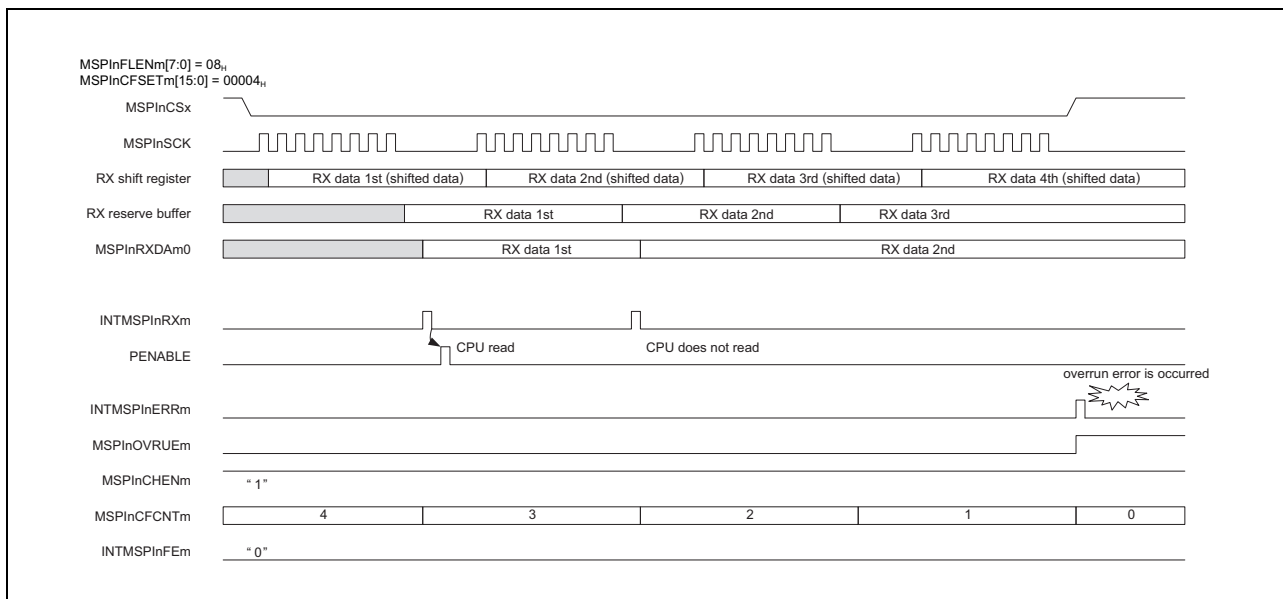 MSPInFLENm[7:0] = 08H
MSPInCFSETm[15:0] = 00004H
MSPInCSx
MSPInSCK
RX shift register
RX data 1st (shifted data)
RX data 2nd (shifted data)
RX data 3rd (shifted data)
RX data 4th (shifted data)
RX reserve buffer
RX data 1st
RX data 2nd
RX data 3rd
MSPInRXDAm0
RX data 1st
RX data 2nd
INTMSPInRXm
PENABLE
CPU read
CPU does not read
overrun error is occurred
INTMSPInERRm
MSPInOVRUEm
MSPInCHENm
“ 1”
MSPInCFCNTm
4
3
2
1
0
INTMSPInFEm
“ 0”